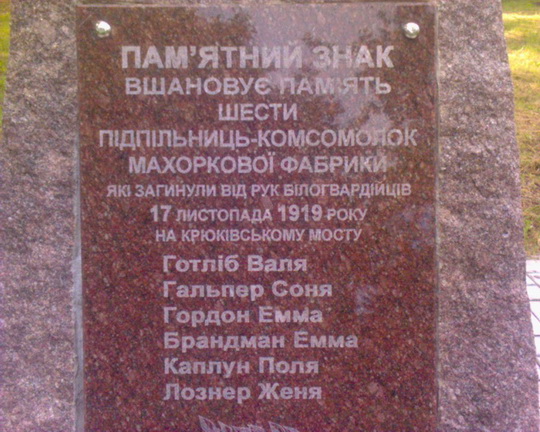 ПАМ'ЯТНИЙ ЗНАК
ВШАНОВУЄ ПАМ'ЯТЬ
ШЕСТИ
ПІДПІЛЬНИЦЬ-КОМСОМОЛОК
МАХОРКОВОЇ ФАБРИКИ
ЯКІ ЗАГИНУЛИ ВІД РУК БІЛОГВАРДІЙЦІВ
17 ЛИСТОПАДА 1919 РОКУ
НА КРЮКІВСЬКОМУ МОСТУ
Готліб Валя
Гальпер Соня
Гордон Емма
Брандман Емма
Каплун Поля
Лознер Женя